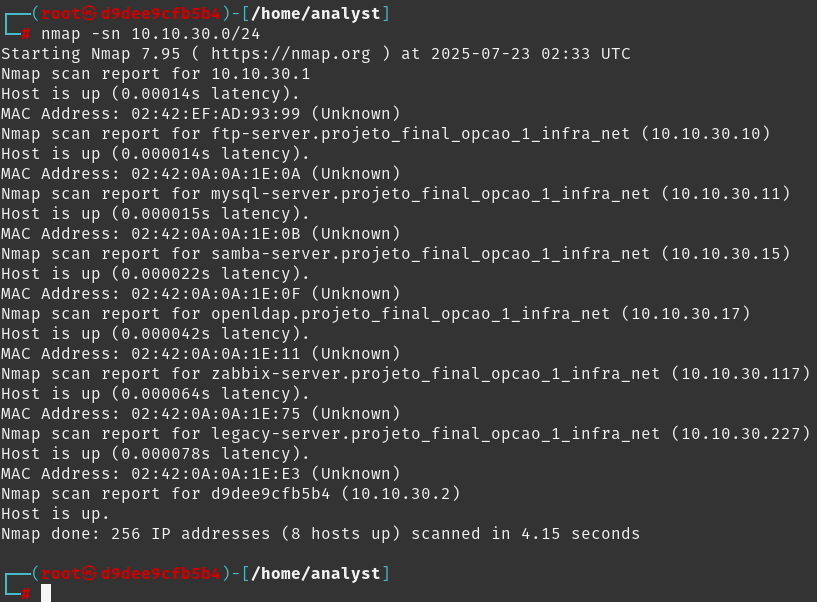 ┌──(root㉿d9dee9cfb5b4)-[/home/analyst]
└─# nmap -sn 10.10.30.0/24
Starting Nmap 7.95 ( https://nmap.org ) at 2025-07-23 02:33 UTC
Nmap scan report for 10.10.30.1
Host is up (0.00014s latency).
MAC Address: 02:42:EF:AD:93:99 (Unknown)
Nmap scan report for ftp-server.projeto_final_opcao_1_infra_net (10.10.30.10)
Host is up (0.000014s latency).
MAC Address: 02:42:0A:0A:1E:0A (Unknown)
Nmap scan report for mysql-server.projeto_final_opcao_1_infra_net (10.10.30.11)
Host is up (0.000015s latency).
MAC Address: 02:42:0A:0A:1E:0B (Unknown)
Nmap scan report for samba-server.projeto_final_opcao_1_infra_net (10.10.30.15)
Host is up (0.000022s latency).
MAC Address: 02:42:0A:0A:1E:0F (Unknown)
Nmap scan report for openldap.projeto_final_opcao_1_infra_net (10.10.30.17)
Host is up (0.000042s latency).
MAC Address: 02:42:0A:0A:1E:11 (Unknown)
Nmap scan report for zabbix-server.projeto_final_opcao_1_infra_net (10.10.30.117)
Host is up (0.000064s latency).
MAC Address: 02:42:0A:0A:1E:75 (Unknown)
Nmap scan report for legacy-server.projeto_final_opcao_1_infra_net (10.10.30.227)
Host is up (0.000078s latency).
MAC Address: 02:42:0A:0A:1E:E3 (Unknown)
Nmap scan report for d9dee9cfb5b4 (10.10.30.2)
Host is up.
Nmap done: 256 IP addresses (8 hosts up) scanned in 4.15 seconds
┌──(root㉿d9dee9cfb5b4)-[/home/analyst]
└─#